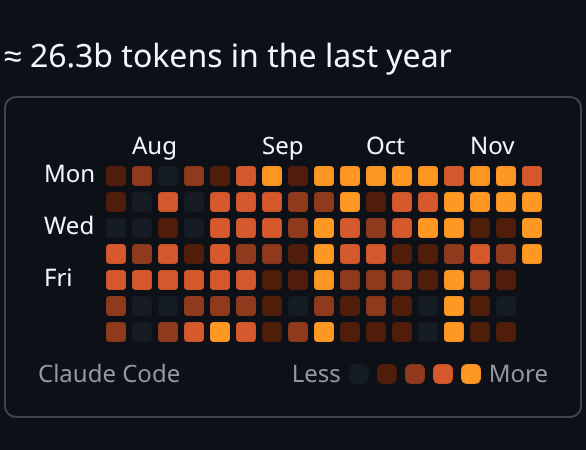 ≈ 26.3b tokens in the last year
Aug Sep Oct Nov
Mon
Wed
Fri
Claude Code Less More